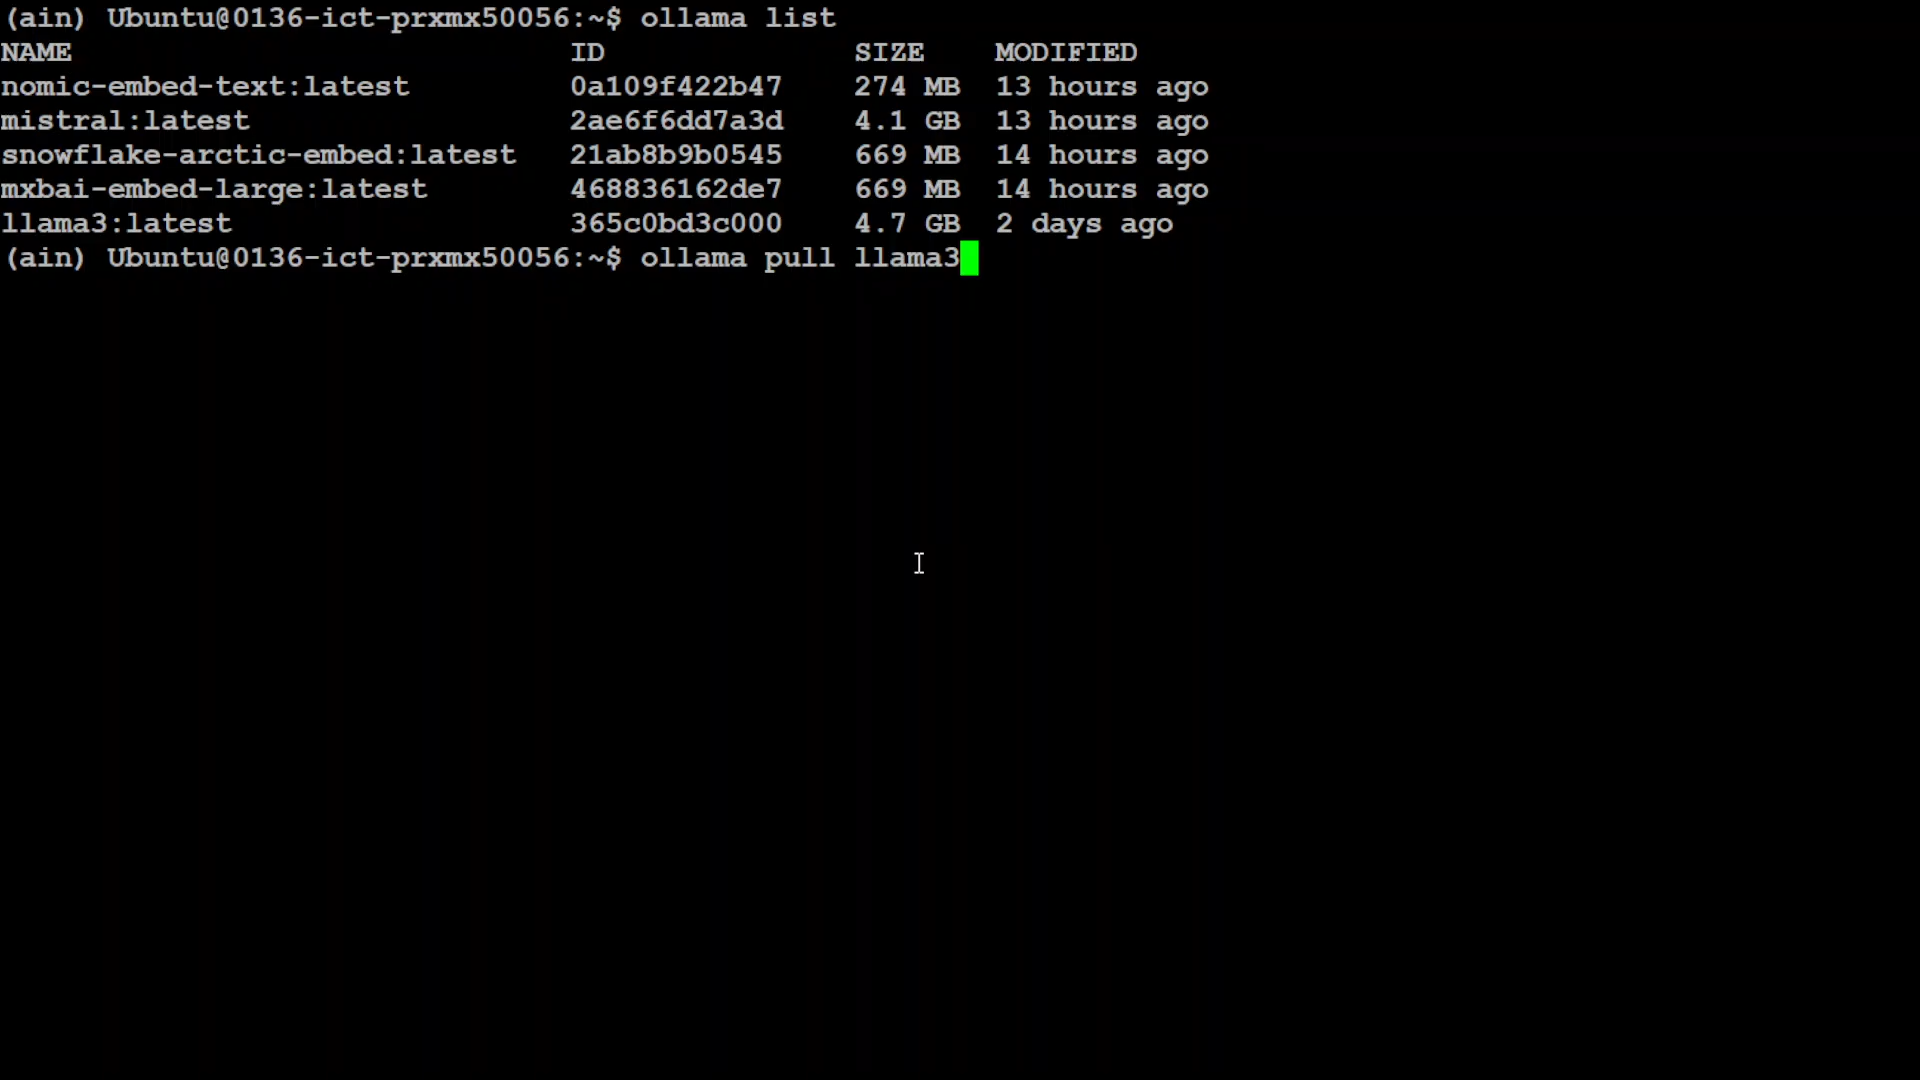 (ain) Ubuntu@0136-ict-prxmx50056:~$ ollama list
NAME ID SIZE MODIFIED
nomic-embed-text:latest 0a109f422b47 274 MB 13 hours ago
mistral:latest 2ae6f6dd7a3d 4.1 GB 13 hours ago
snowflake-arctic-embed:latest 21ab8b9b0545 669 MB 14 hours ago
mxbai-embed-large:latest 468836162de7 669 MB 14 hours ago
llama3:latest 365c0bd3c000 4.7 GB 2 days ago
(ain) Ubuntu@0136-ict-prxmx50056:~$ ollama pull llama3